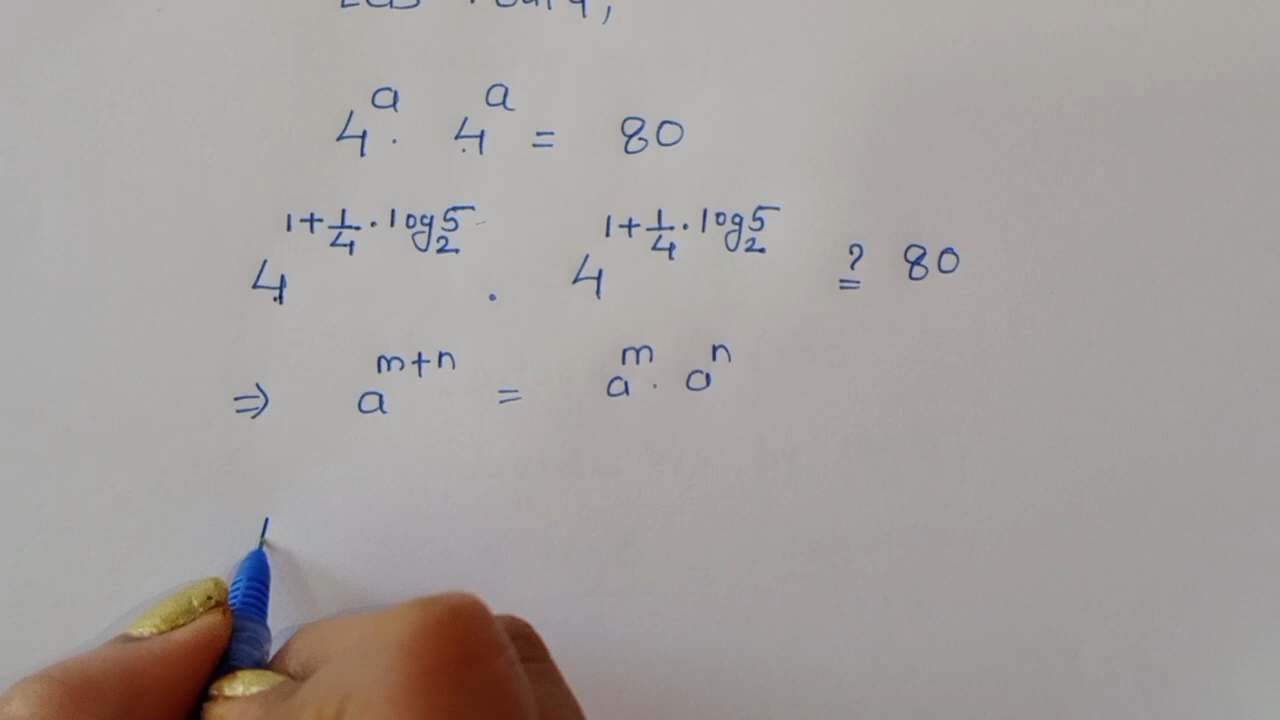 4^a · 4^a = 80
4^(1+1/4·log₂5) · 4^(1+1/4·log₂5) ≟ 80
⇒ a^(m+n) = a^m · a^n